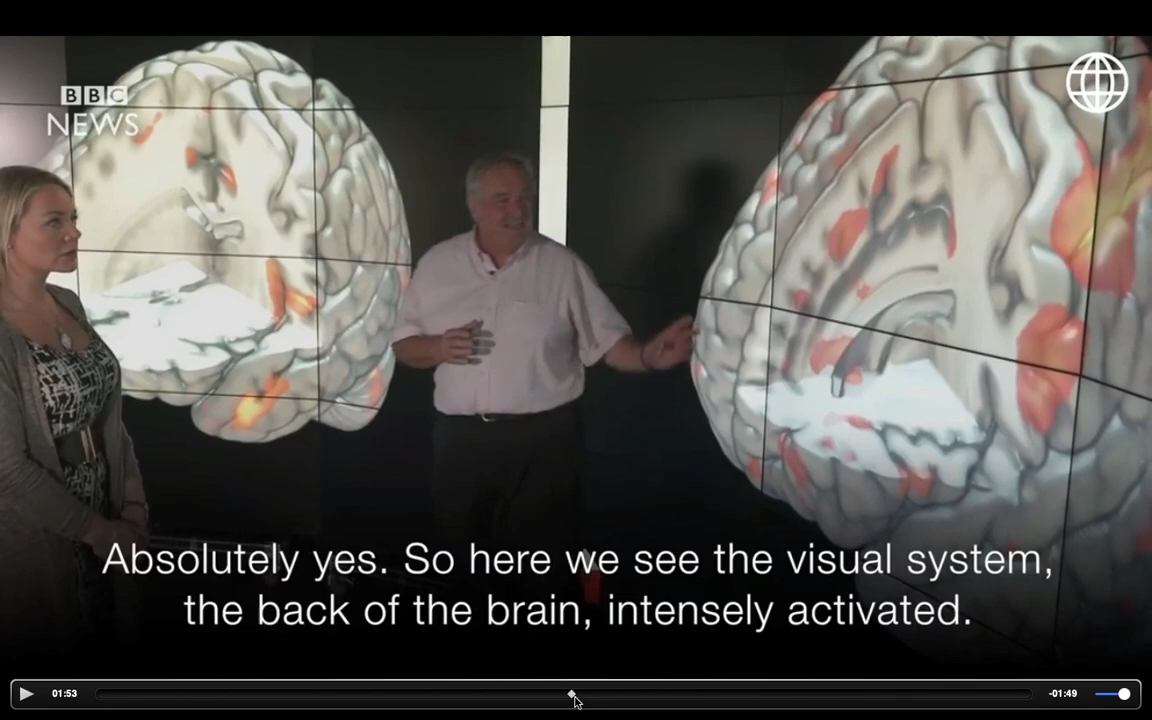 BBC
NEWS
Absolutely yes. So here we see the visual system,
the back of the brain, intensely activated.
01:53
-01:49